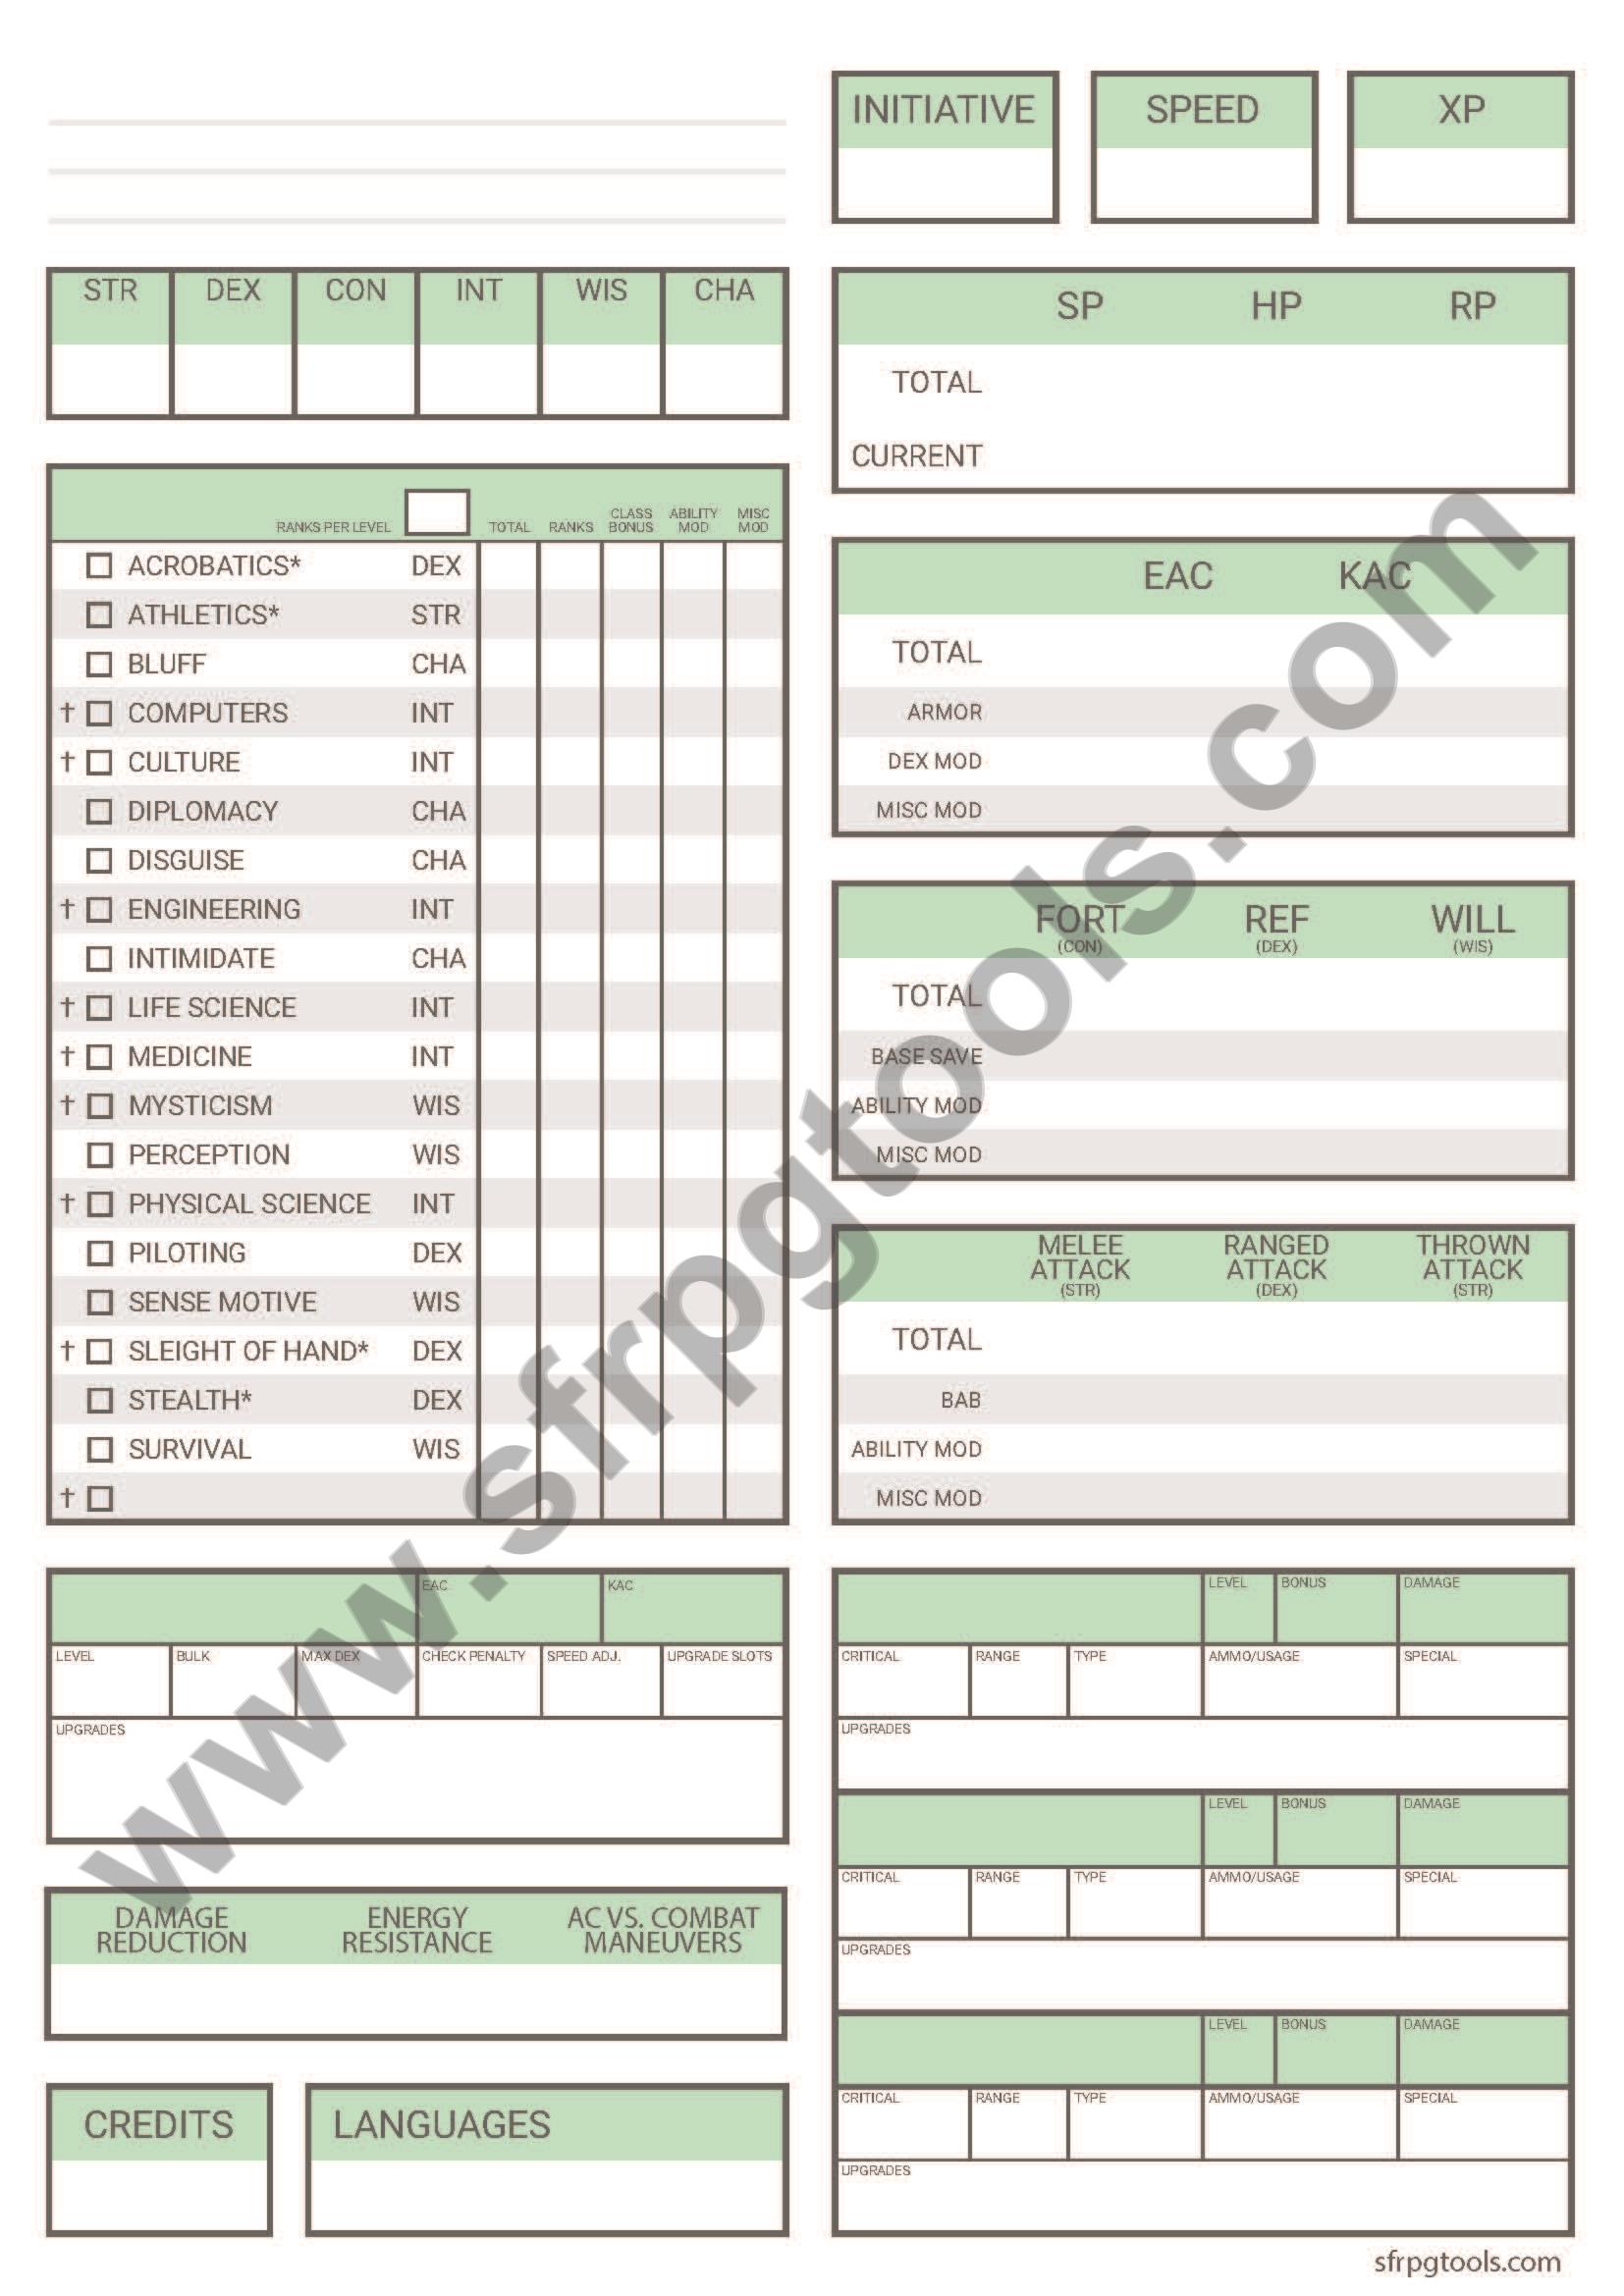 INITIATIVE SPEED XP
STR DEX CON INT WIS CHA
SP HP RP
TOTAL
CURRENT
RANKS PER LEVEL TOTAL RANKS CLASS BONUS ABILITY MOD MISC MOD
ACROBATICS* DEX
ATHLETICS* STR
BLUFF CHA
† COMPUTERS INT
† CULTURE INT
DIPLOMACY CHA
DISGUISE CHA
† ENGINEERING INT
INTIMIDATE CHA
† LIFE SCIENCE INT
† MEDICINE INT
† MYSTICISM WIS
PERCEPTION WIS
† PHYSICAL SCIENCE INT
PILOTING DEX
SENSE MOTIVE WIS
† SLEIGHT OF HAND* DEX
STEALTH* DEX
SURVIVAL WIS
†
EAC KAC
TOTAL
ARMOR
DEX MOD
MISC MOD
FORT REF WILL
(CON) (DEX) (WIS)
TOTAL
BASE SAVE
ABILITY MOD
MISC MOD
MELEE RANGED THROWN
ATTACK ATTACK ATTACK
(STR) (DEX) (STR)
TOTAL
BAB
ABILITY MOD
MISC MOD
EAC KAC
LEVEL BULK MAX DEX CHECK PENALTY SPEED ADJ. UPGRADE SLOTS
UPGRADES
DAMAGE ENERGY AC VS. COMBAT
REDUCTION RESISTANCE MANEUVERS
CREDITS LANGUAGES
LEVEL BONUS DAMAGE
CRITICAL RANGE TYPE AMMO/USAGE SPECIAL
UPGRADES
LEVEL BONUS DAMAGE
CRITICAL RANGE TYPE AMMO/USAGE SPECIAL
UPGRADES
LEVEL BONUS DAMAGE
CRITICAL RANGE TYPE AMMO/USAGE SPECIAL
UPGRADES
sfrpgtools.com
www.sfrpgtools.com